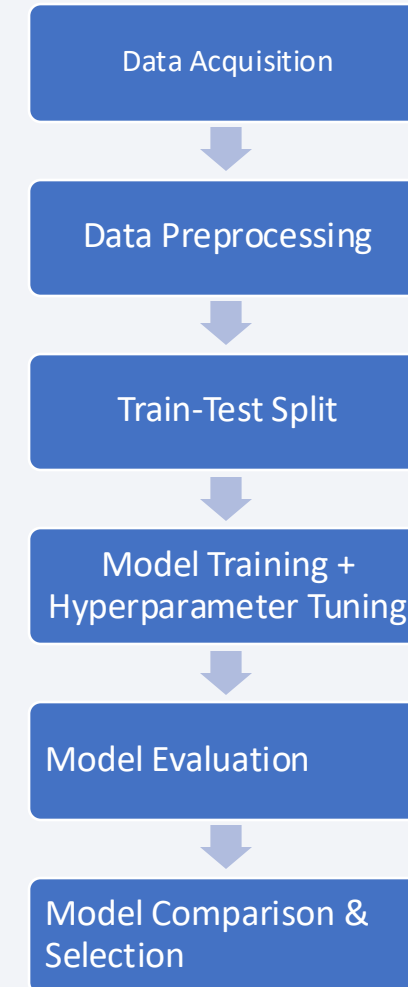 Data Acquisition
Data Preprocessing
Train-Test Split
Model Training +
Hyperparameter Tuning
Model Evaluation
Model Comparison &
Selection